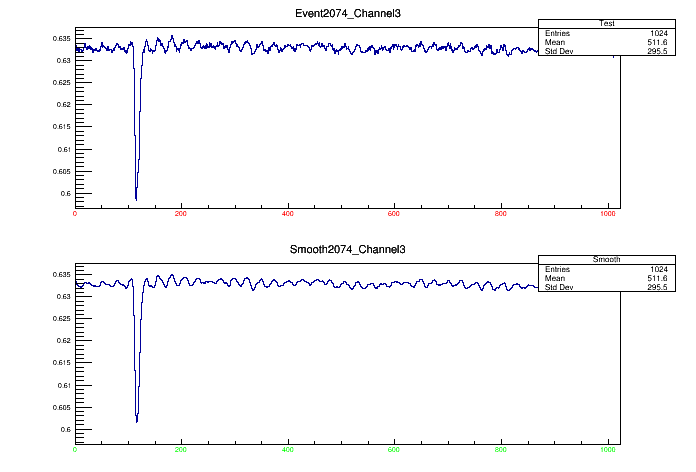 Event2074_Channel3
Test
Entries 1024
Mean 511.6
Std Dev 295.5
0.635
0.63
0.625
0.62
0.615
0.61
0.605
0.6
0 200 400 600 800 1000
Smooth2074_Channel3
Smooth
Entries 1024
Mean 511.6
Std Dev 295.5
0.635
0.63
0.625
0.62
0.615
0.61
0.605
0.6
0 200 400 600 800 1000